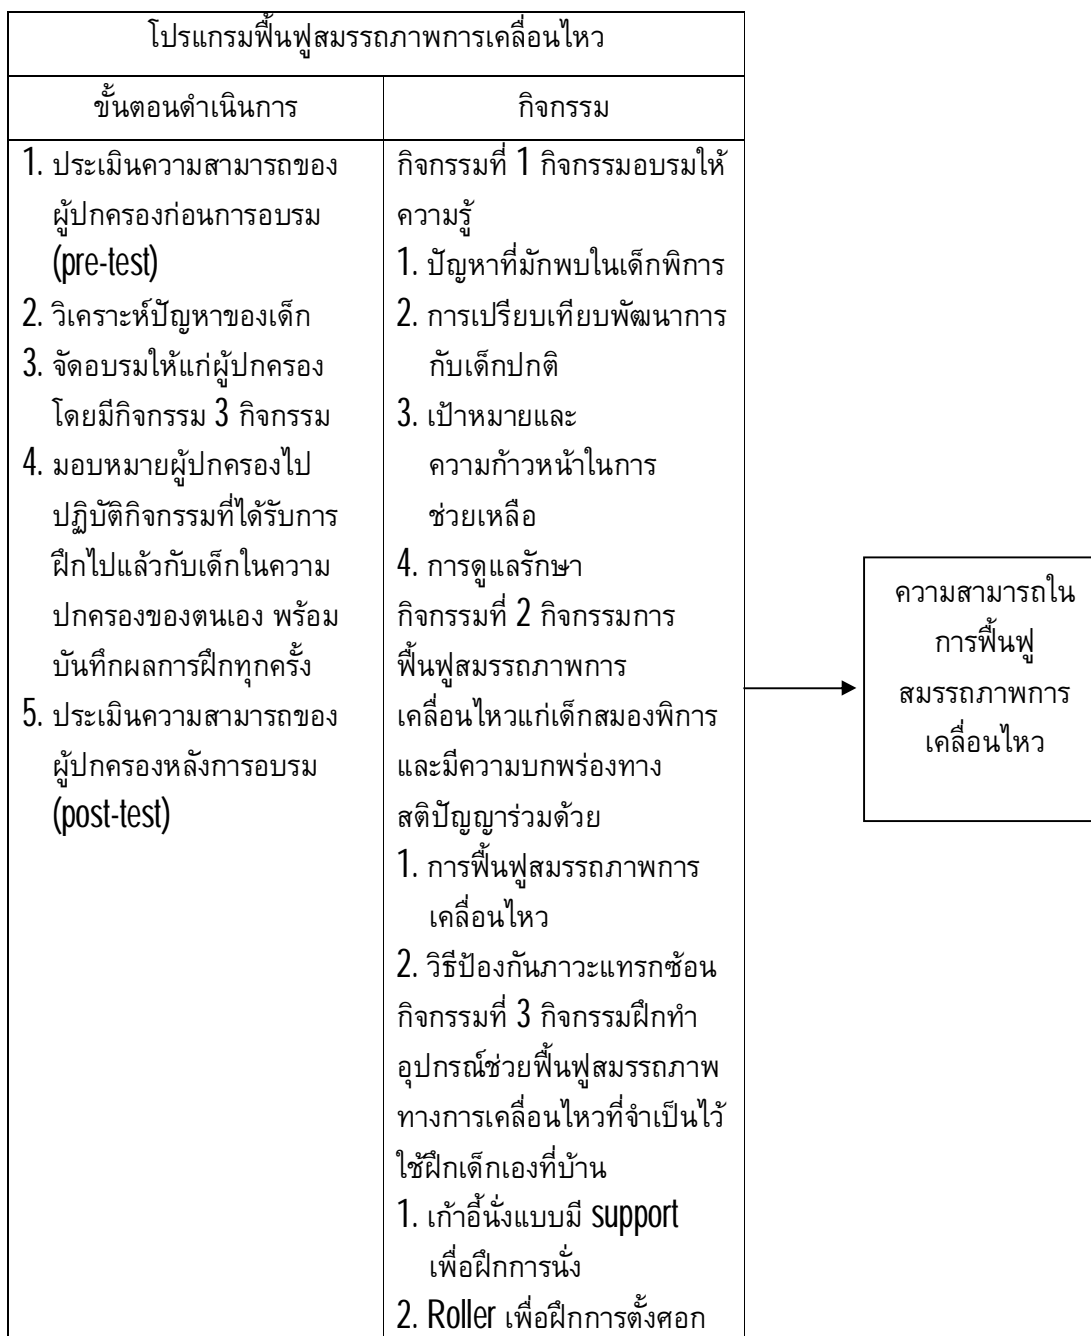 โปรแกรมฟื้นฟูสมรรถภาพการเคลื่อนไหว
ขั้นตอนดำเนินการ
1. ประเมินความสามารถของ
ผู้ปกครองก่อนการอบรม
(pre-test)
2. วิเคราะห์ปัญหาของเด็ก
3. จัดอบรมให้แก่ผู้ปกครอง
โดยมีกิจกรรม 3 กิจกรรม
4. มอบหมายผู้ปกครองไป
ปฏิบัติกิจกรรมที่ได้รับการ
ฝึกไปแล้วกับเด็กในความ
ปกครองของตนเอง พร้อม
บันทึกผลการฝึกทุกครั้ง
5. ประเมินความสามารถของ
ผู้ปกครองหลังการอบรม
(post-test)
กิจกรรม
กิจกรรมที่ 1 กิจกรรมอบรมให้
ความรู้
1. ปัญหาที่มักพบในเด็กพิการ
2. การเปรียบเทียบพัฒนาการ
กับเด็กปกติ
3. เป้าหมายและ
ความก้าวหน้าในการ
ช่วยเหลือ
4. การดูแลรักษา
กิจกรรมที่ 2 กิจกรรมการ
ฟื้นฟูสมรรถภาพการ
เคลื่อนไหวแก่เด็กสมองพิการ
และมีความบกพร่องทาง
สติปัญญาร่วมด้วย
1. การฟื้นฟูสมรรถภาพการ
เคลื่อนไหว
2. วิธีป้องกันภาวะแทรกซ้อน
กิจกรรมที่ 3 กิจกรรมฝึกทำ
อุปกรณ์ช่วยฟื้นฟูสมรรถภาพ
ทางการเคลื่อนไหวที่จำเป็นไว้
ใช้ฝึกเด็กเองที่บ้าน
1. เก้าอี้นั่งแบบมี support
เพื่อฝึกการนั่ง
2. Roller เพื่อฝึกการตั้งศอก
ความสามารถใน
การฟื้นฟู
สมรรถภาพการ
เคลื่อนไหว